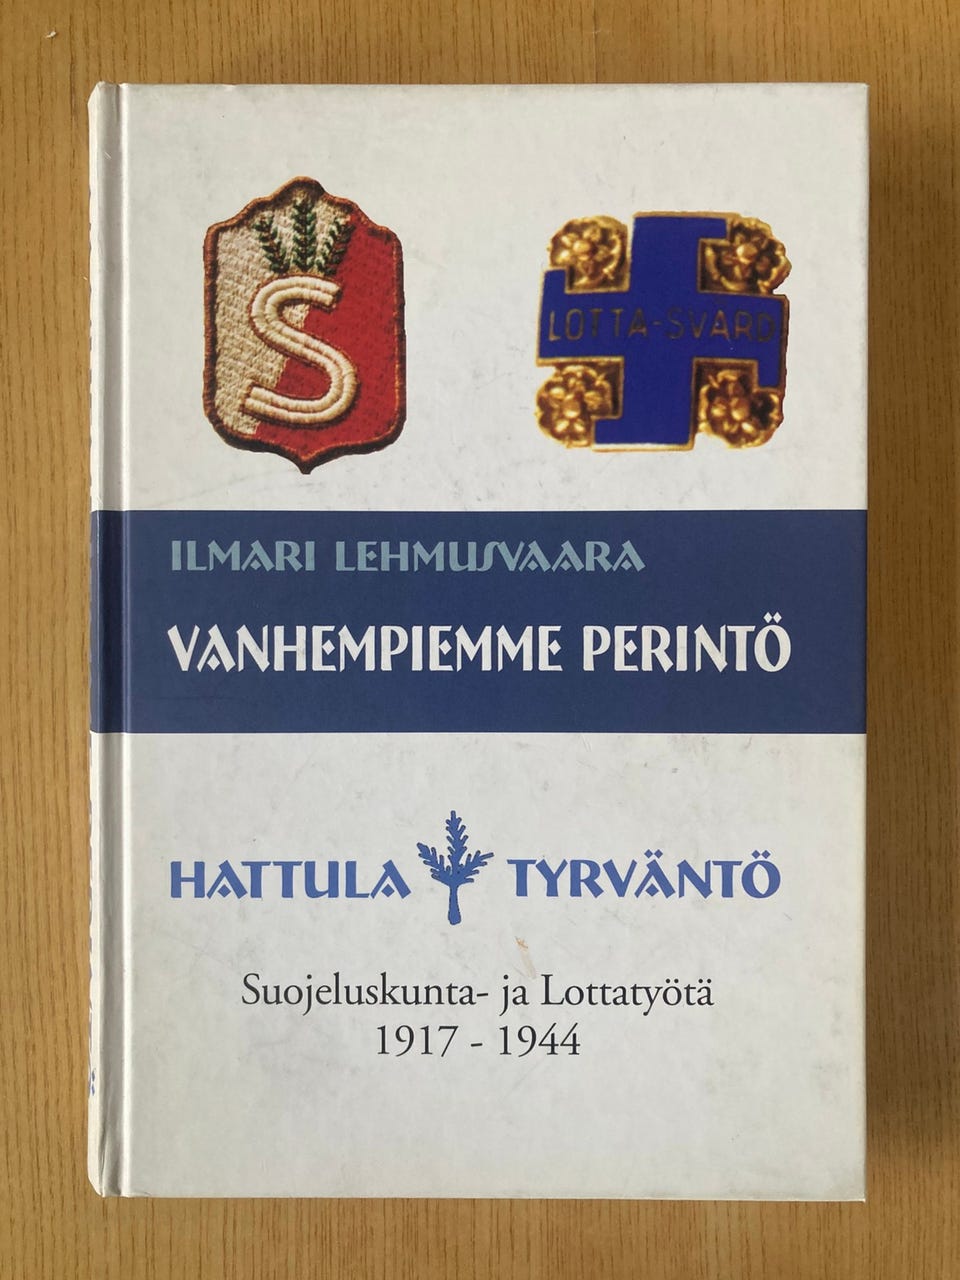 S
LOTTA-SVÄRD
ILMARI LEHMUSVAARA
VANHEMPIEMME PERINTÖ
HATTULA TYRVÄNTÖ
Suojeluskunta- ja Lottatyötä
1917 - 1944